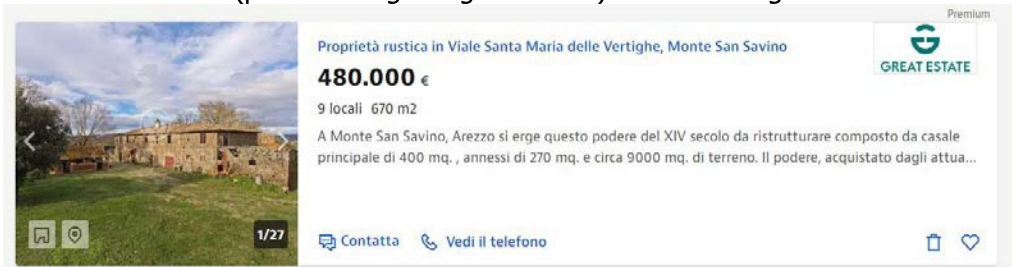 Premium
Proprietà rustica in Viale Santa Maria delle Vertighe, Monte San Savino
GREAT ESTATE
480.000 €
9 locali 670 m2
A Monte San Savino, Arezzo si erge questo podere del XIV secolo da ristrutturare composto da casale
principale di 400 mq. , annessi di 270 mq. e circa 9000 mq. di terreno. Il podere, acquistato dagli attua...
1/27
Contatta
Vedi il telefono